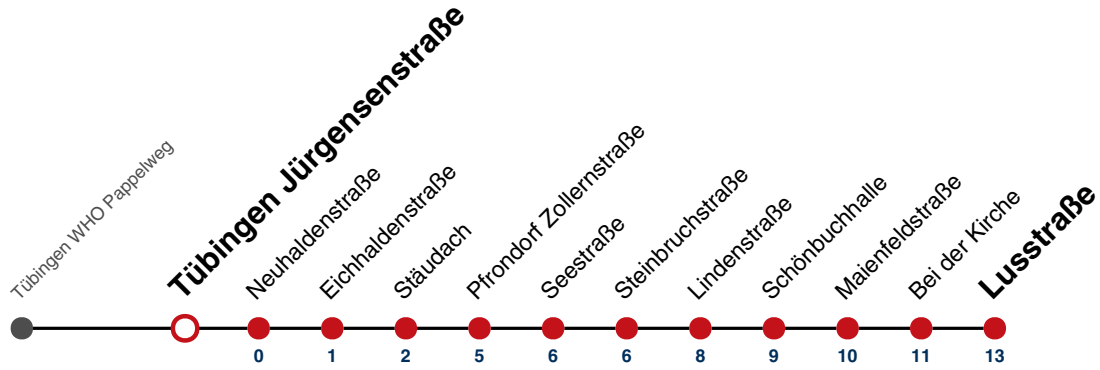 Tübingen WHO Pappelweg
Tübingen Jürgensenstraße
Neuhaldenstraße
Eichhaldenstraße
Stäudach
Pfrondorf Zollernstraße
Seestraße
Steinbruchstraße
Lindenstraße
Schönbuchhalle
Maienfeldstraße
Bei der Kirche
Lusstraße
0 1 2 5 6 6 8 9 10 11 13